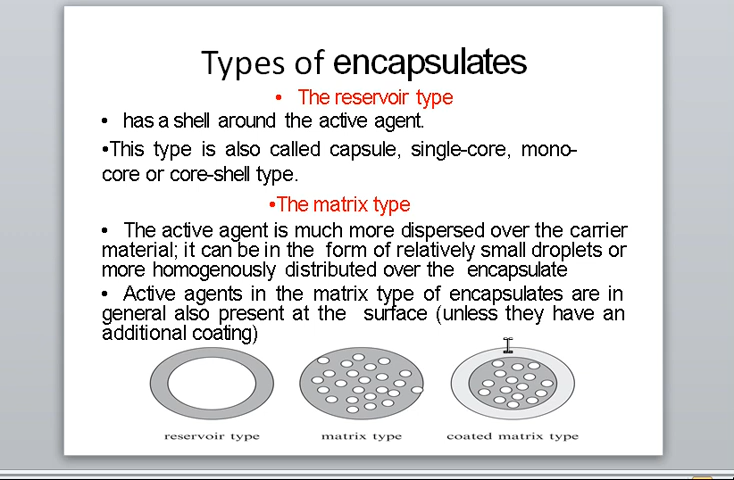 Types of encapsulates
• The reservoir type
• has a shell around the active agent.
•This type is also called capsule, single-core, mono-
core or core-shell type.
•The matrix type
• The active agent is much more dispersed over the carrier
material; it can be in the form of relatively small droplets or
more homogenously distributed over the encapsulate
• Active agents in the matrix type of encapsulates are in
general also present at the surface (unless they have an
additional coating)
reservoir type matrix type coated matrix type